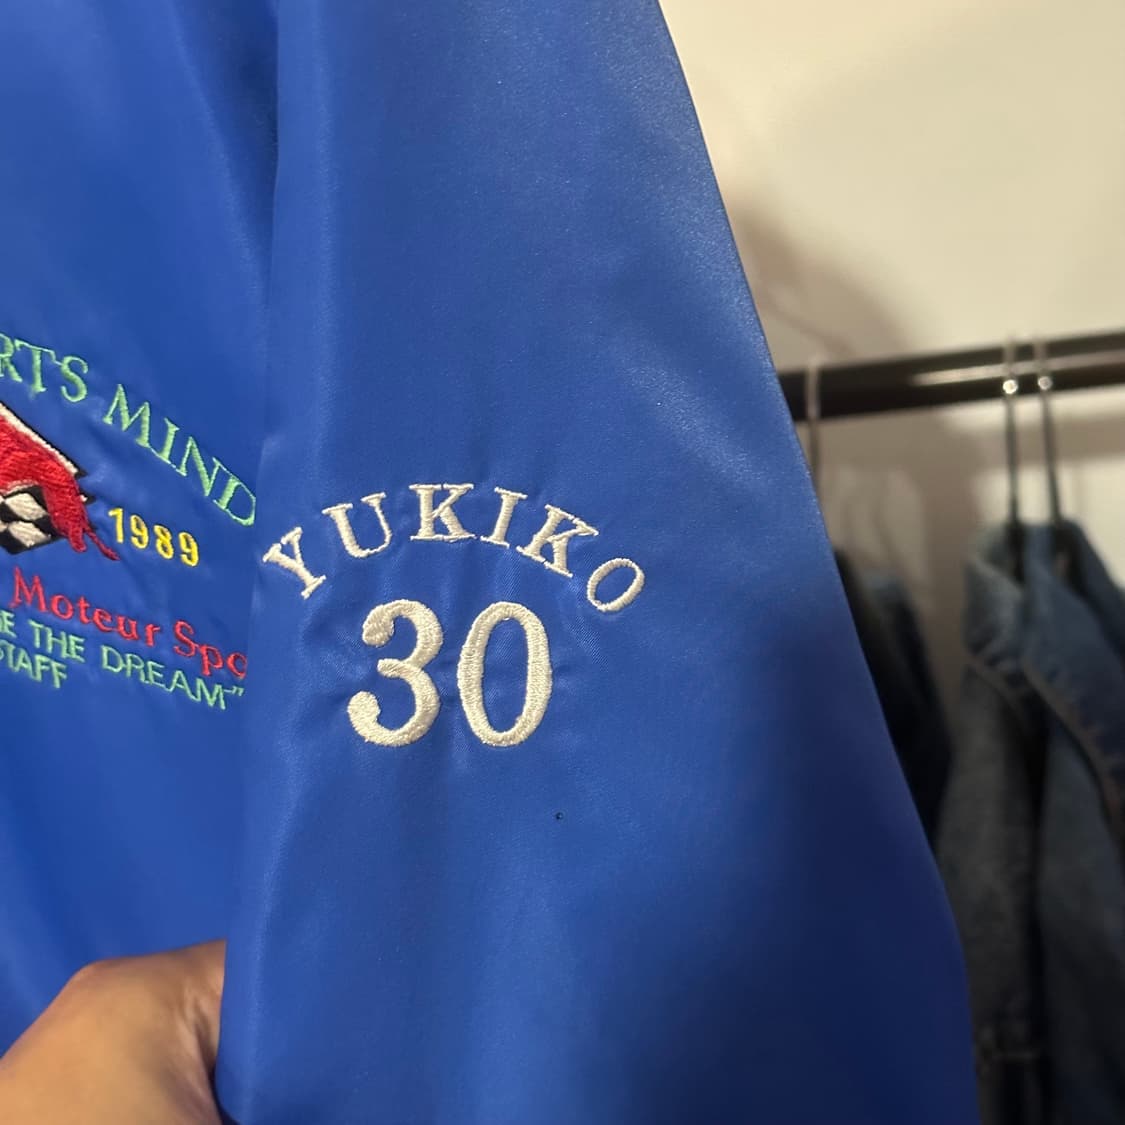 RTS MIND
1989
Moteur Spo
E THE DREAM"
STAFF
YUKIKO
30